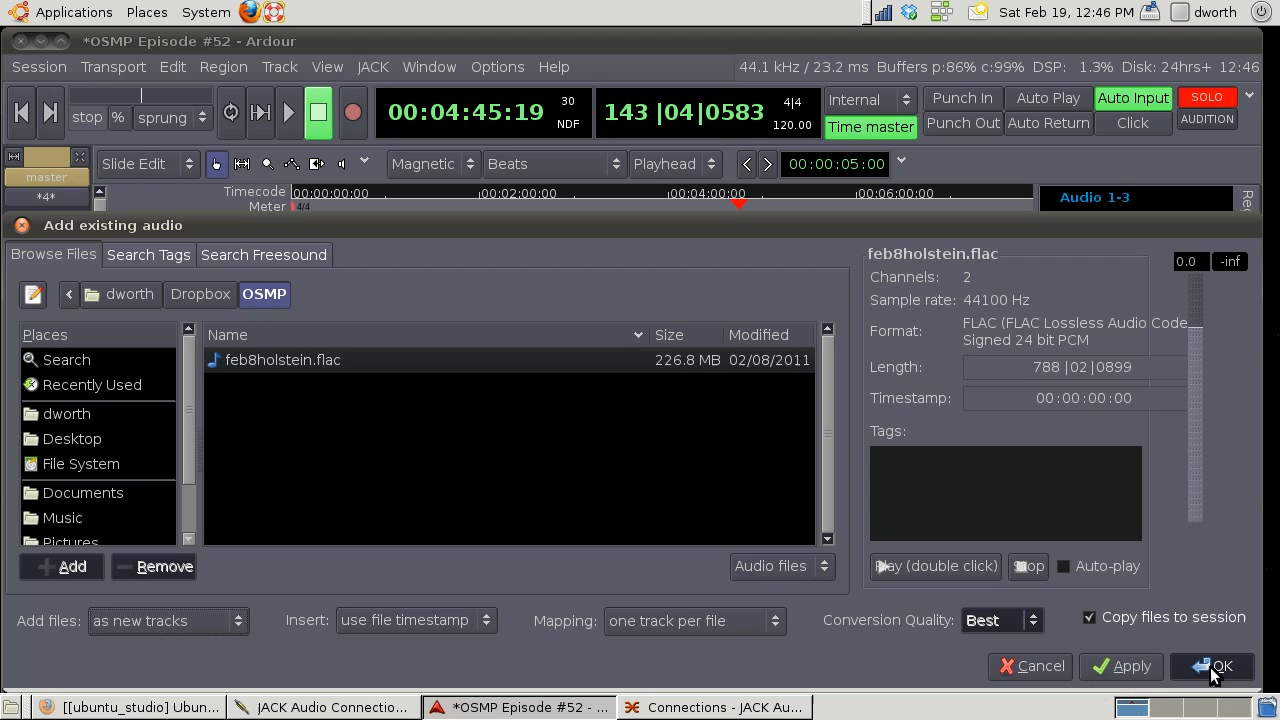 Applications Places System Sat Feb 19, 12:46 PM dworth
*OSMP Episode #52 - Ardour
Session Transport Edit Region Track View JACK Window Options Help 44.1 kHz / 23.2 ms Buffers p:86% c:99% DSP: 1.3% Disk: 24hrs+ 12:46
stop % sprung 00:04:45:19 30 NDF 143 |04|0583 4|4 120.00 Internal Time master Punch In Auto Play Auto Input SOLO
Punch Out Auto Return Click AUDITION
master Slide Edit Magnetic Beats Playhead 00:00:05:00
*4* Timecode 00:00:00:00 00:02:00:00 00:04:00:00 00:06:00:00 Audio 1-3
Meter 4/4
Add existing audio
Browse Files Search Tags Search Freesound
feb8holstein.flac
0.0 -inf
Channels: 2
dworth Dropbox OSMP
Sample rate: 44100 Hz
Format: FLAC (FLAC Lossless Audio Code
Signed 24 bit PCM
Places Name Size Modified
Search feb8holstein.flac 226.8 MB 02/08/2011
Length: 788 |02|0899
Recently Used
Timestamp: 00:00:00:00
dworth
Tags:
Desktop
File System
Documents
Music
Pictures
Add Remove Audio files Play (double click) Stop Auto-play
Add files: as new tracks Insert: use file timestamp Mapping: one track per file Conversion Quality: Best Copy files to session
Cancel Apply OK
[[ubuntu_studio] Ubun... JACK Audio Connectio... *OSMP Episode #52 - ... Connections - JACK Au...